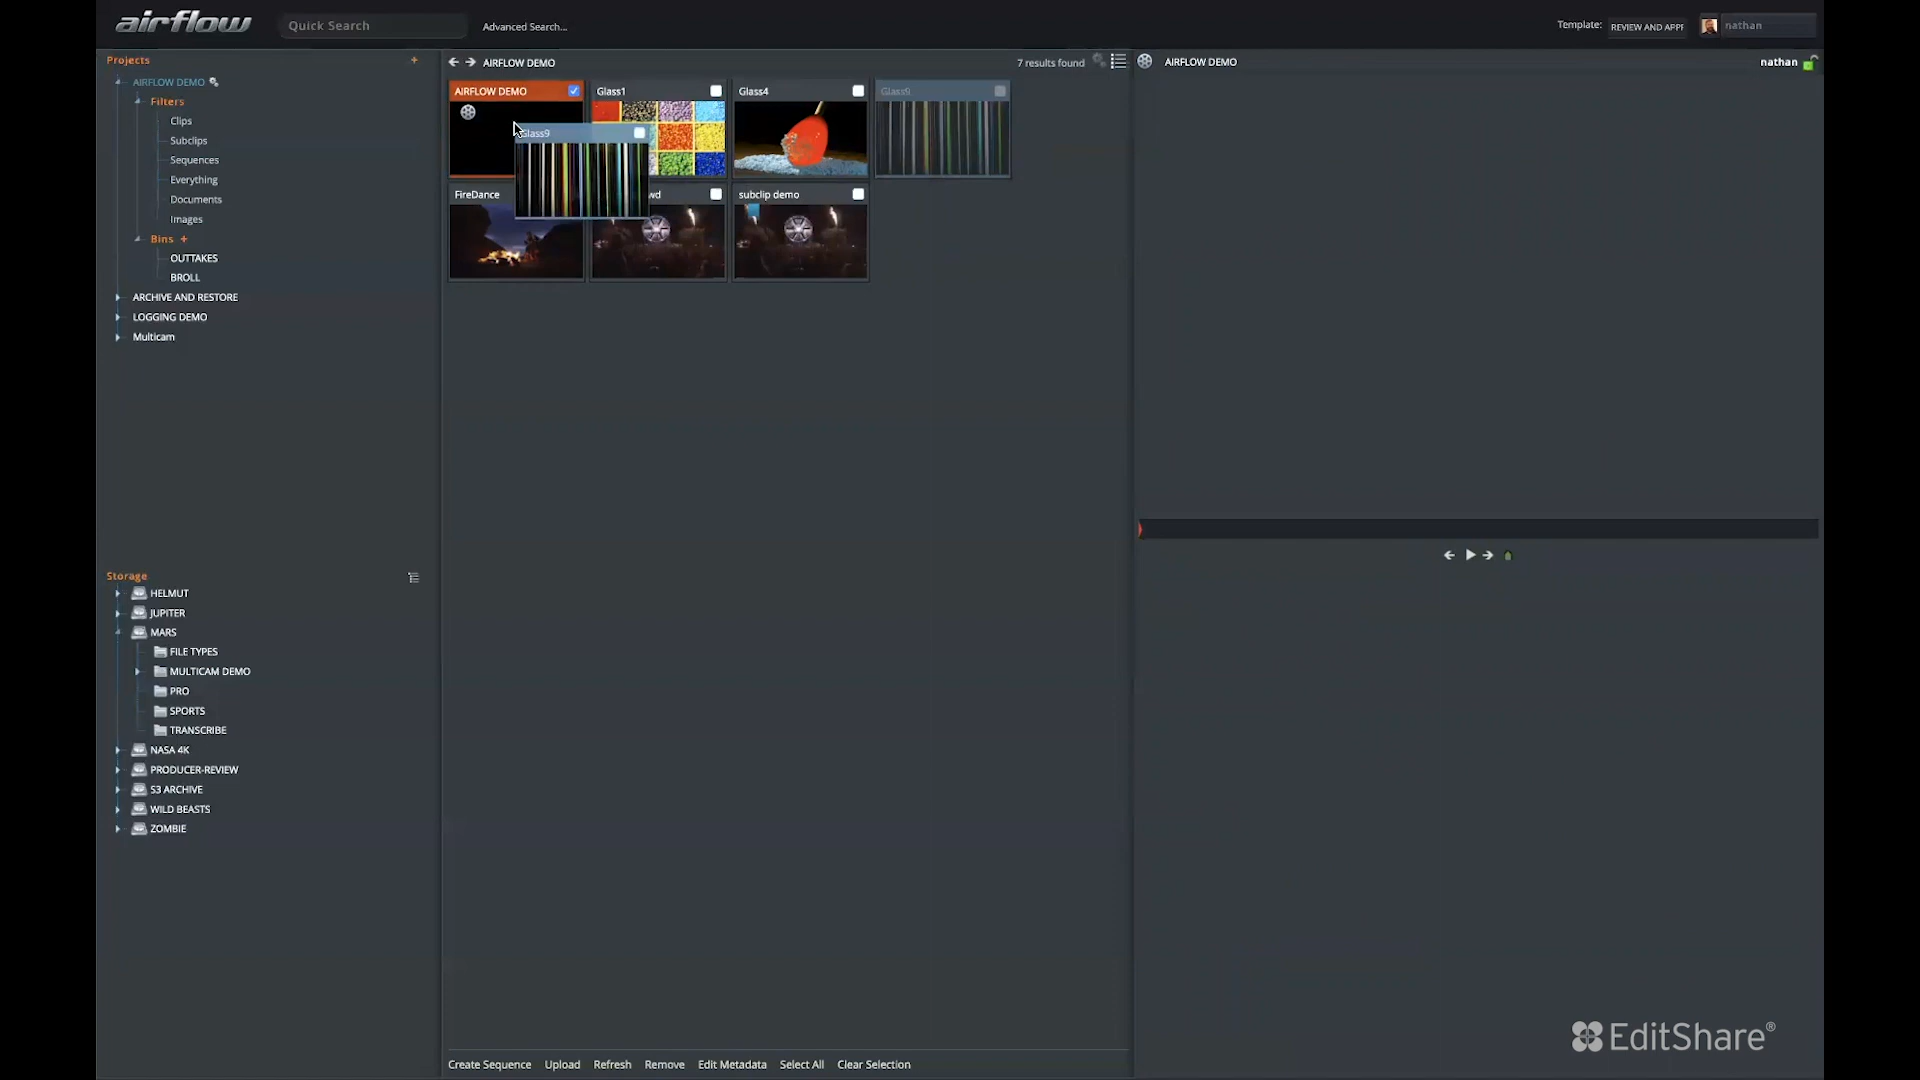 airflow
Quick Search
Advanced Search...
Template:
REVIEW AND APPR
nathan
Projects
+
AIRFLOW DEMO
Filters
Clips
Subclips
Sequences
Everything
Documents
Images
Bins +
OUTTAKES
BROLL
ARCHIVE AND RESTORE
LOGGING DEMO
Multicam
Storage
HELMUT
JUPITER
MARS
FILE TYPES
MULTICAM DEMO
PRO
SPORTS
TRANSCRIBE
NASA 4K
PRODUCER-REVIEW
S3 ARCHIVE
WILD BEASTS
ZOMBIE
AIRFLOW DEMO
7 results found
AIRFLOW DEMO
Glass1
Glass4
Glass9
Glass9
FireDance
wd
subclip demo
Create Sequence
Upload
Refresh
Remove
Edit Metadata
Select All
Clear Selection
AIRFLOW DEMO
nathan
EditShare®